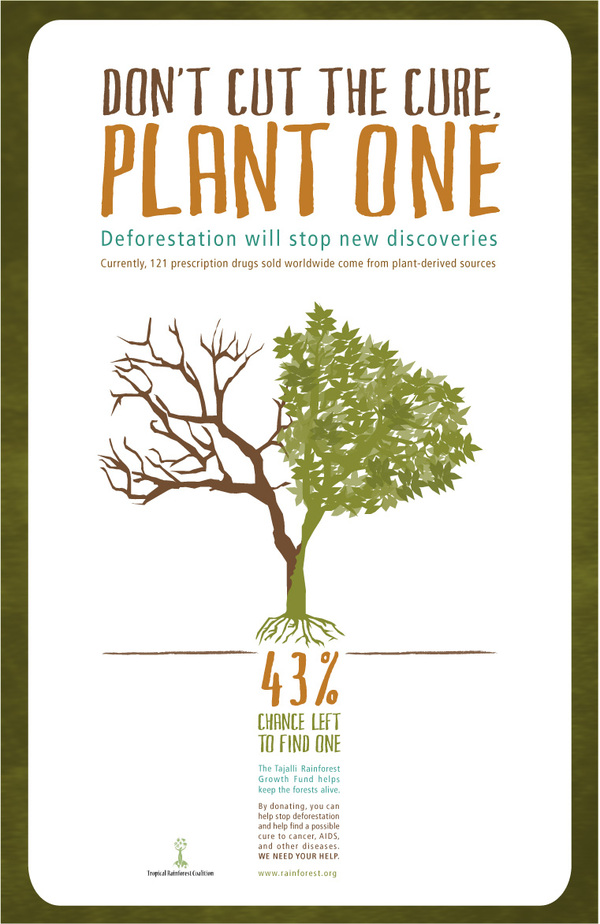 DON'T CUT THE CURE,
PLANT ONE
Deforestation will stop new discoveries
Currently, 121 prescription drugs sold worldwide come from plant-derived sources
43%
CHANCE LEFT
TO FIND ONE
The Tajalli Rainforest
Growth Fund helps
keep the forests alive.
By donating, you can
help stop deforestation
and help find a possible
cure to cancer, AIDS,
and other diseases.
WE NEED YOUR HELP.
www.rainforest.org
Tropical Rainforest Coalition